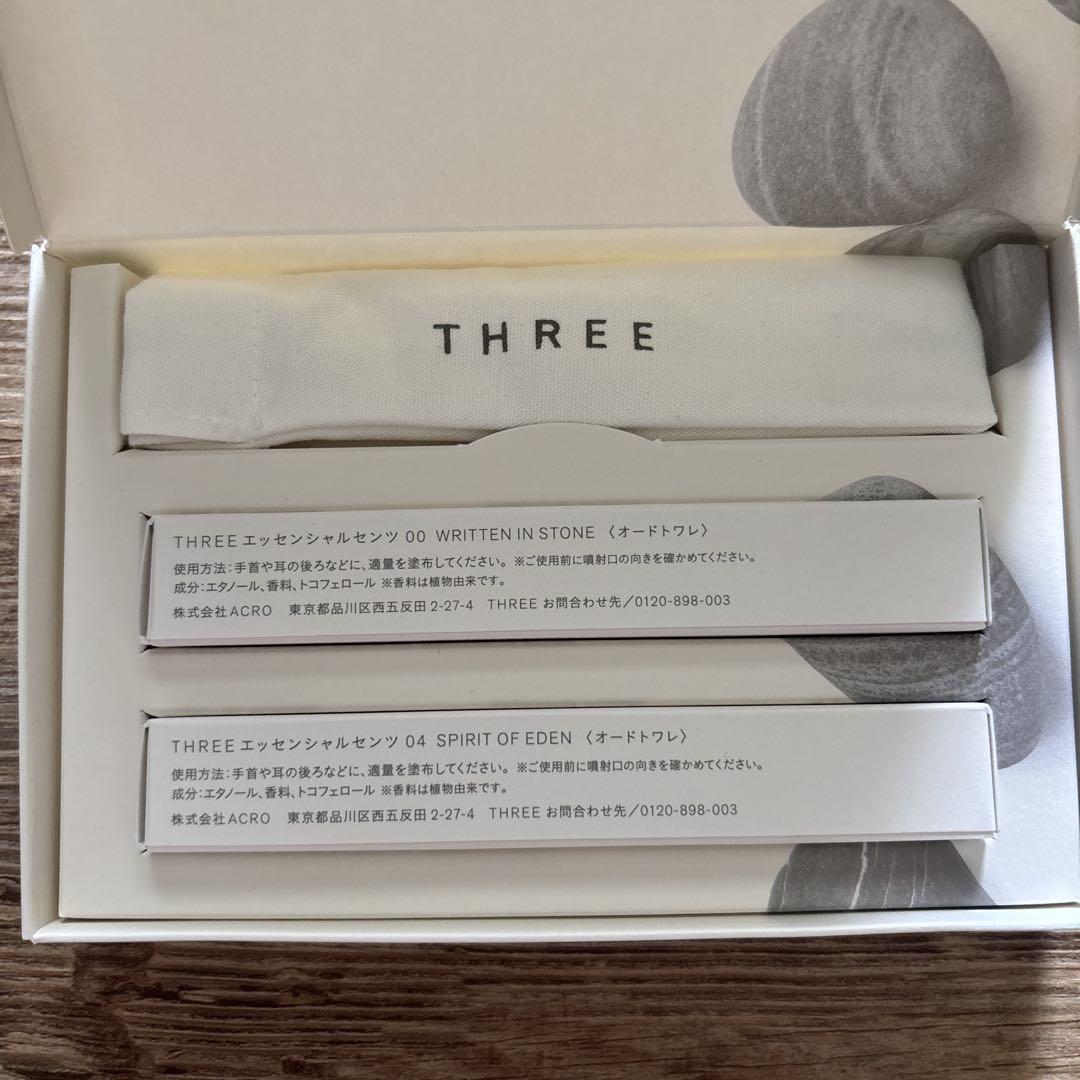 THREE
THREE エッセンシャルセンツ 00 WRITTEN IN STONE 〈オードトワレ〉
使用方法：手首や耳の後ろなどに、適量を塗布してください。 ※ご使用前に噴射口の向きを確かめてください。
成分：エタノール、香料、トコフェロール ※香料は植物由来です。
株式会社ACRO 東京都品川区西五反田 2-27-4 THREE お問合わせ先／0120-898-003
THREE エッセンシャルセンツ 04 SPIRIT OF EDEN 〈オードトワレ〉
使用方法：手首や耳の後ろなどに、適量を塗布してください。 ※ご使用前に噴射口の向きを確かめてください。
成分：エタノール、香料、トコフェロール ※香料は植物由来です。
株式会社ACRO 東京都品川区西五反田 2-27-4 THREE お問合わせ先／0120-898-003